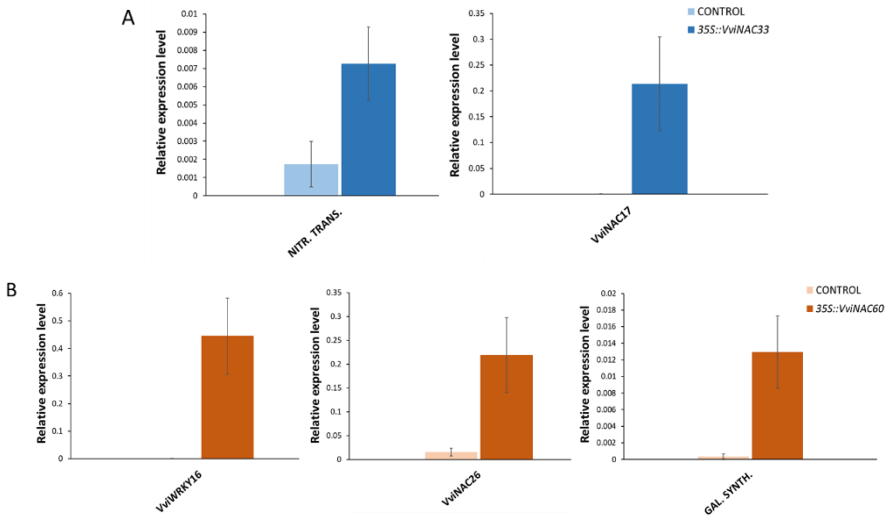 A
Relative expression level
0.01
0.009
0.008
0.007
0.006
0.005
0.004
0.003
0.002
0.001
0
NITR. TRANS.
Relative expression level
0.35
0.3
0.25
0.2
0.15
0.1
0.05
0
VviNAC17
CONTROL
35S::VviNAC33
B
Relative expression level
0.6
0.5
0.4
0.3
0.2
0.1
0
VviWRKY16
Relative expression level
0.35
0.3
0.25
0.2
0.15
0.1
0.05
0
VviNAC26
Relative expression level
0.02
0.018
0.016
0.014
0.012
0.01
0.008
0.006
0.004
0.002
0
GAL. SYNTH.
CONTROL
35S::VviNAC60